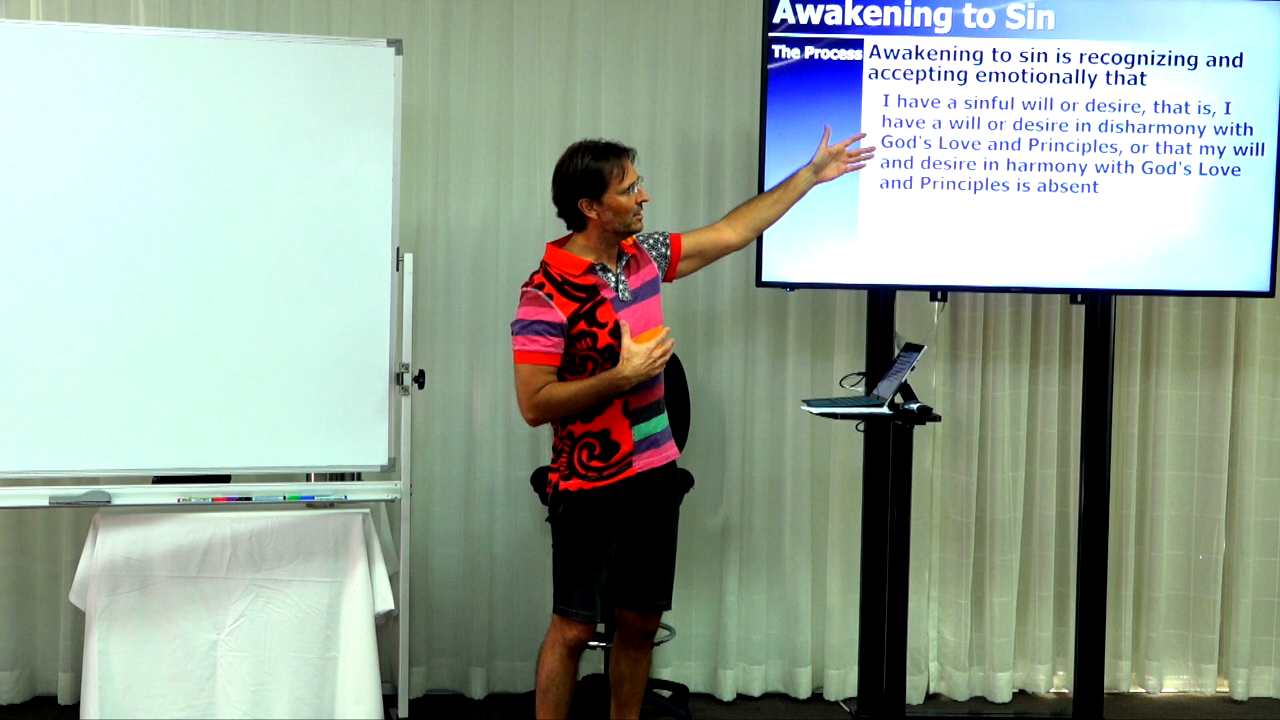 Awakening to Sin
The Process
Awakening to sin is recognizing and
accepting emotionally that
I have a sinful will or desire, that is, I
have a will or desire in disharmony with
God's Love and Principles, or that my will
and desire in harmony with God's Love
and Principles is absent